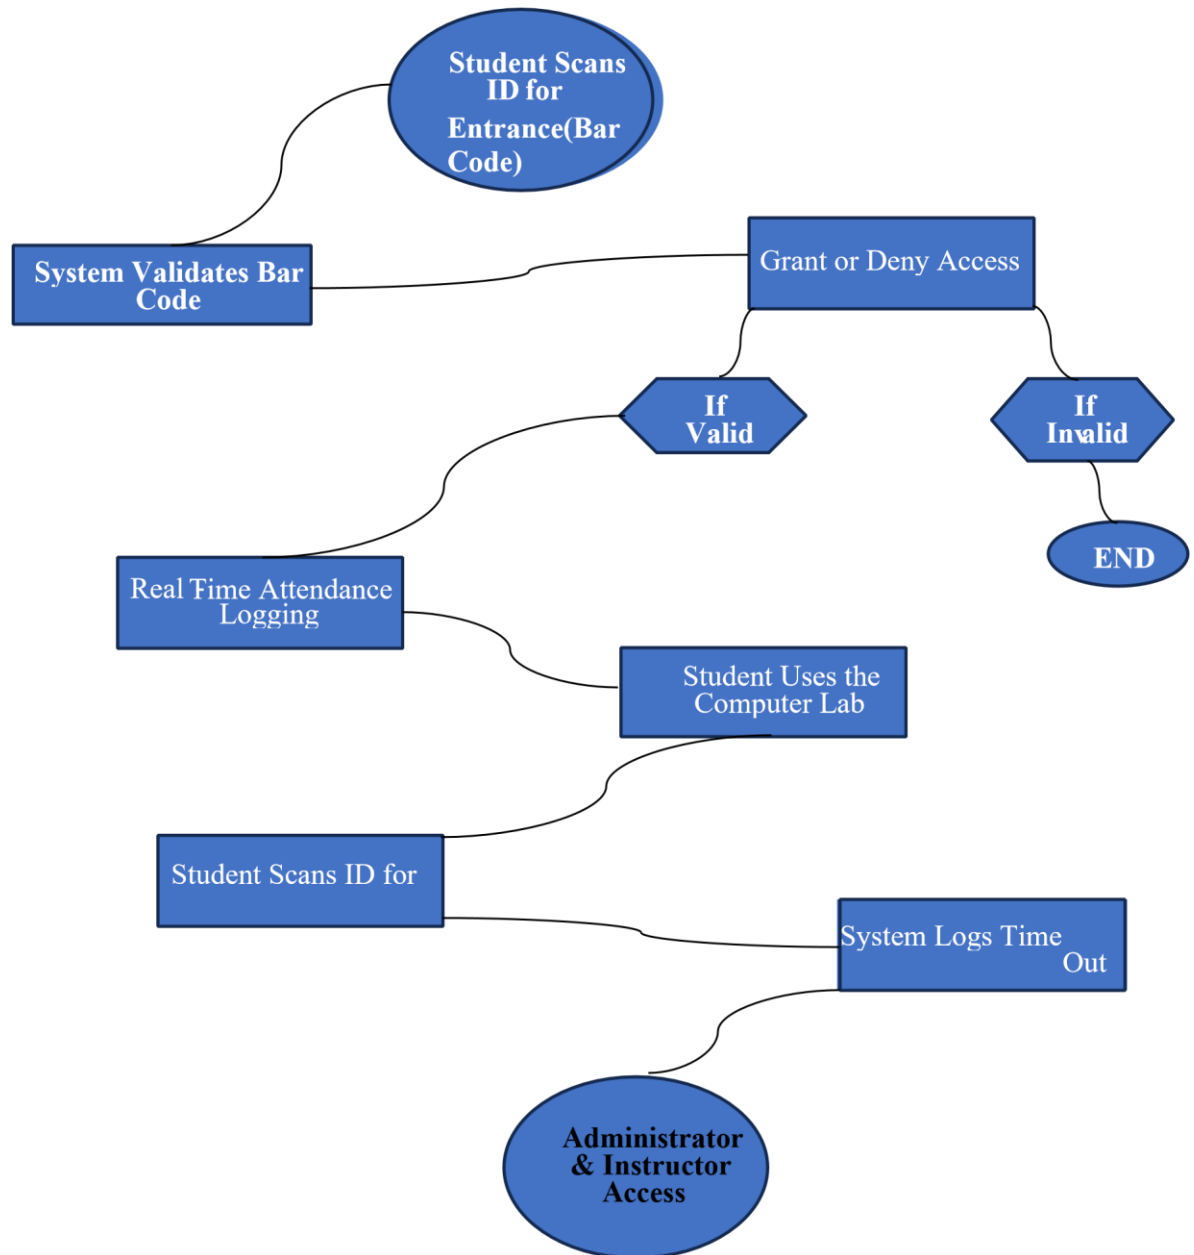 Student Scans
ID for
Entrance(Bar
Code)
System Validates Bar
Code
Grant or Deny Access
If
Valid
If
Invalid
END
Real-Time Attendance
Logging
Student Uses the
Computer Lab
Student Scans ID for
System Logs Time
Out
Administrator
& Instructor
Access